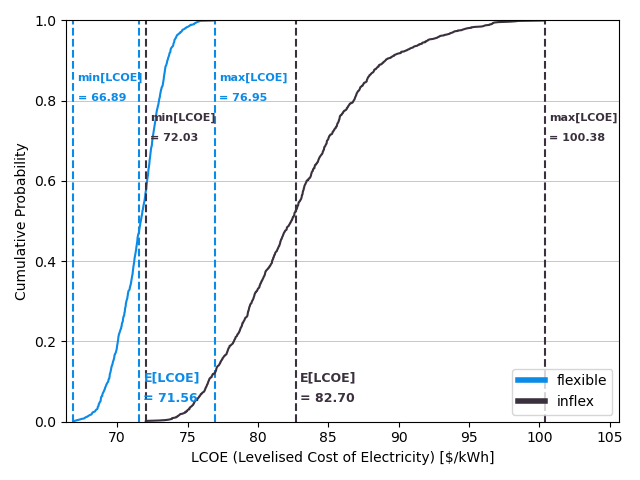 1.0
0.8
0.6
0.4
0.2
0.0
Cumulative Probability
min[LCOE]
= 66.89
max[LCOE]
= 76.95
min[LCOE]
= 72.03
max[LCOE]
= 100.38
E[LCOE]
= 71.56
E[LCOE]
= 82.70
flexible
inflex
70 75 80 85 90 95 100 105
LCOE (Levelised Cost of Electricity) [$/kWh]